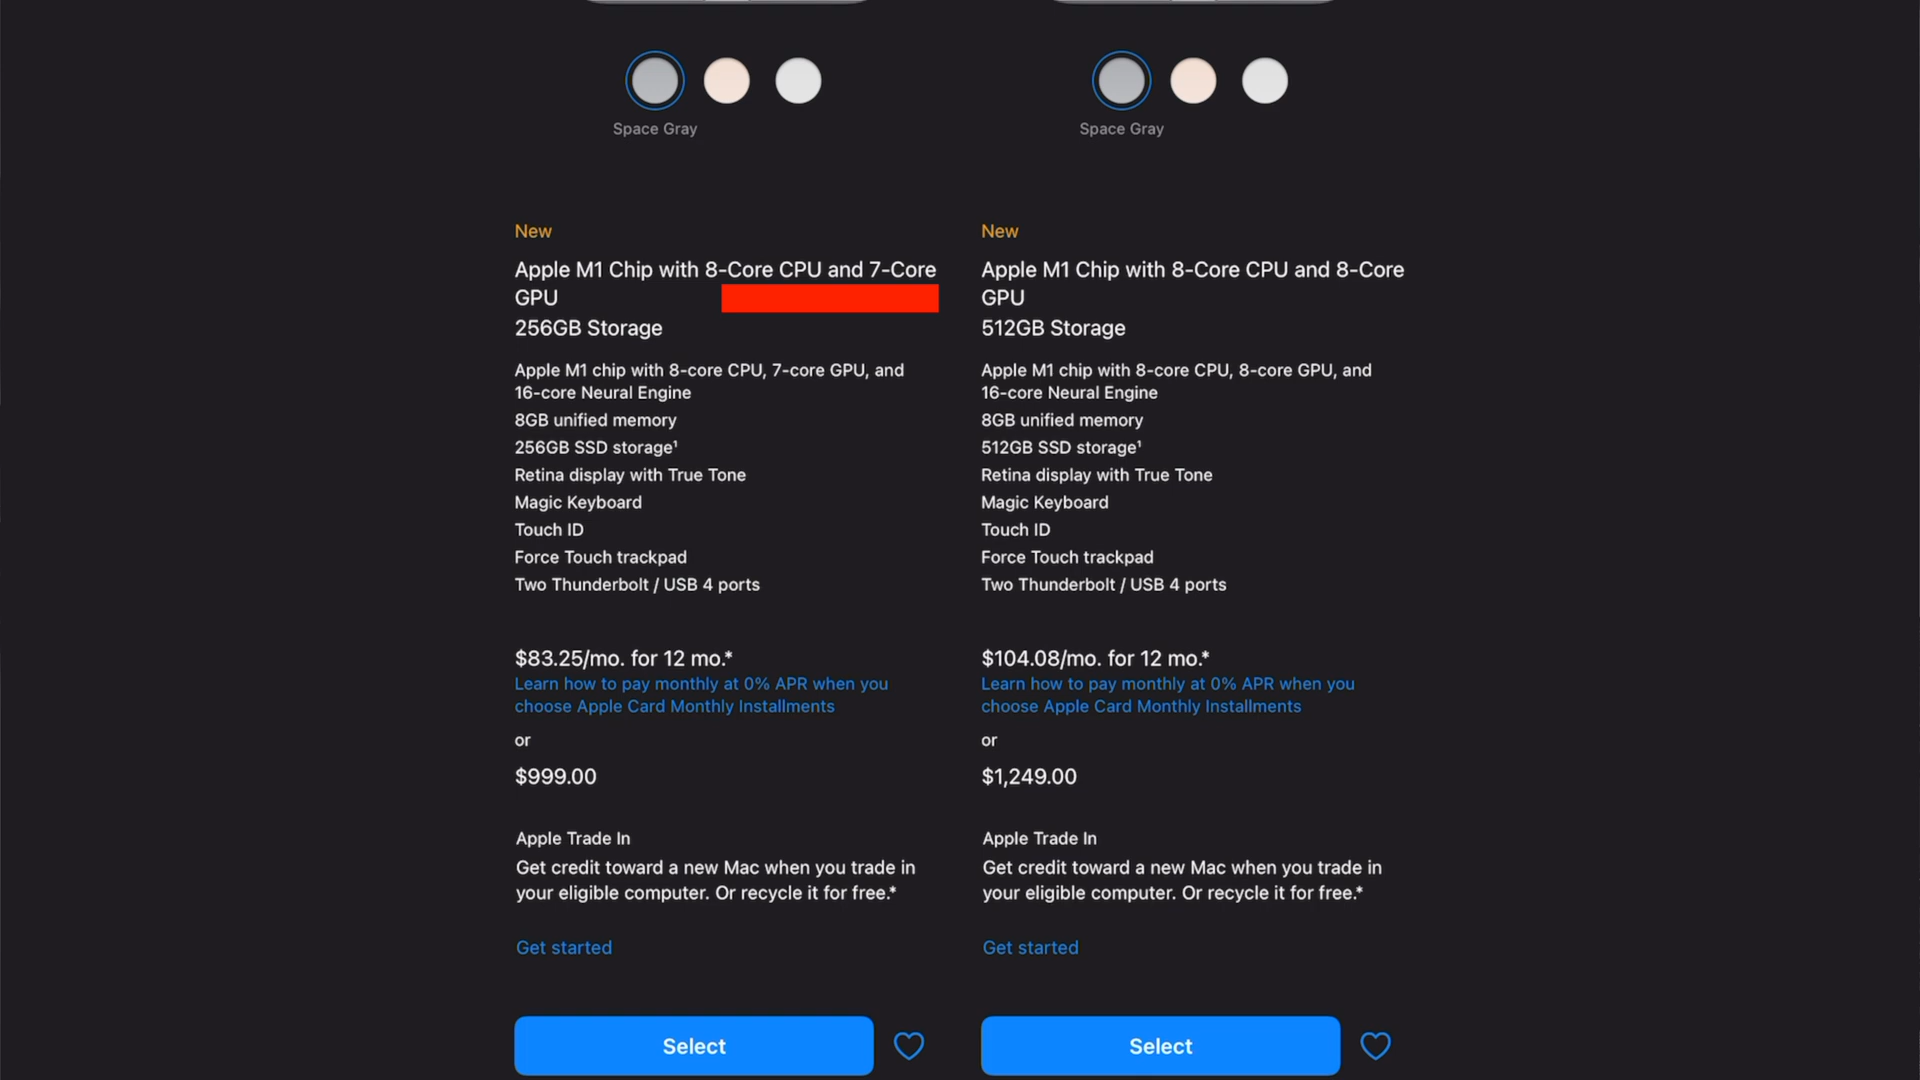 Space Gray
New
Apple M1 Chip with 8-Core CPU and 7-Core
GPU
256GB Storage
Apple M1 chip with 8-core CPU, 7-core GPU, and
16-core Neural Engine
8GB unified memory
256GB SSD storage¹
Retina display with True Tone
Magic Keyboard
Touch ID
Force Touch trackpad
Two Thunderbolt / USB 4 ports
$83.25/mo. for 12 mo.*
Learn how to pay monthly at 0% APR when you
choose Apple Card Monthly Installments
or
$999.00
Apple Trade In
Get credit toward a new Mac when you trade in
your eligible computer. Or recycle it for free.*
Get started
Select
Space Gray
New
Apple M1 Chip with 8-Core CPU and 8-Core
GPU
512GB Storage
Apple M1 chip with 8-core CPU, 8-core GPU, and
16-core Neural Engine
8GB unified memory
512GB SSD storage¹
Retina display with True Tone
Magic Keyboard
Touch ID
Force Touch trackpad
Two Thunderbolt / USB 4 ports
$104.08/mo. for 12 mo.*
Learn how to pay monthly at 0% APR when you
choose Apple Card Monthly Installments
or
$1,249.00
Apple Trade In
Get credit toward a new Mac when you trade in
your eligible computer. Or recycle it for free.*
Get started
Select